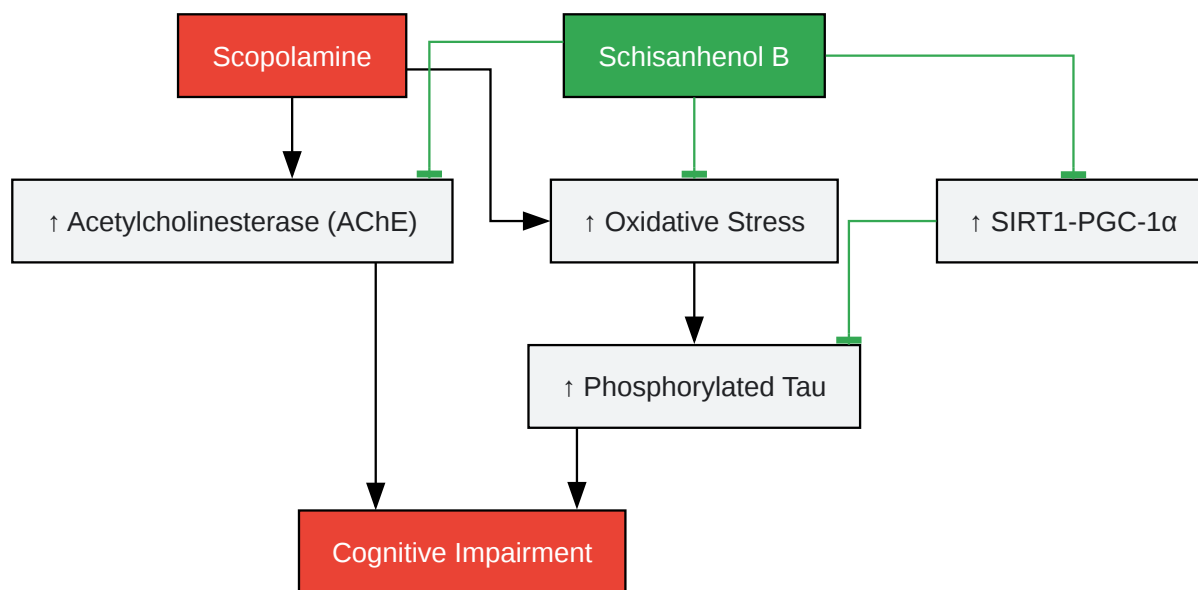 Scopolamine
Schisanhenol B
↑ Acetylcholinesterase (AChE)
↑ Oxidative Stress
↑ SIRT1-PGC-1α
↑ Phosphorylated Tau
Cognitive Impairment